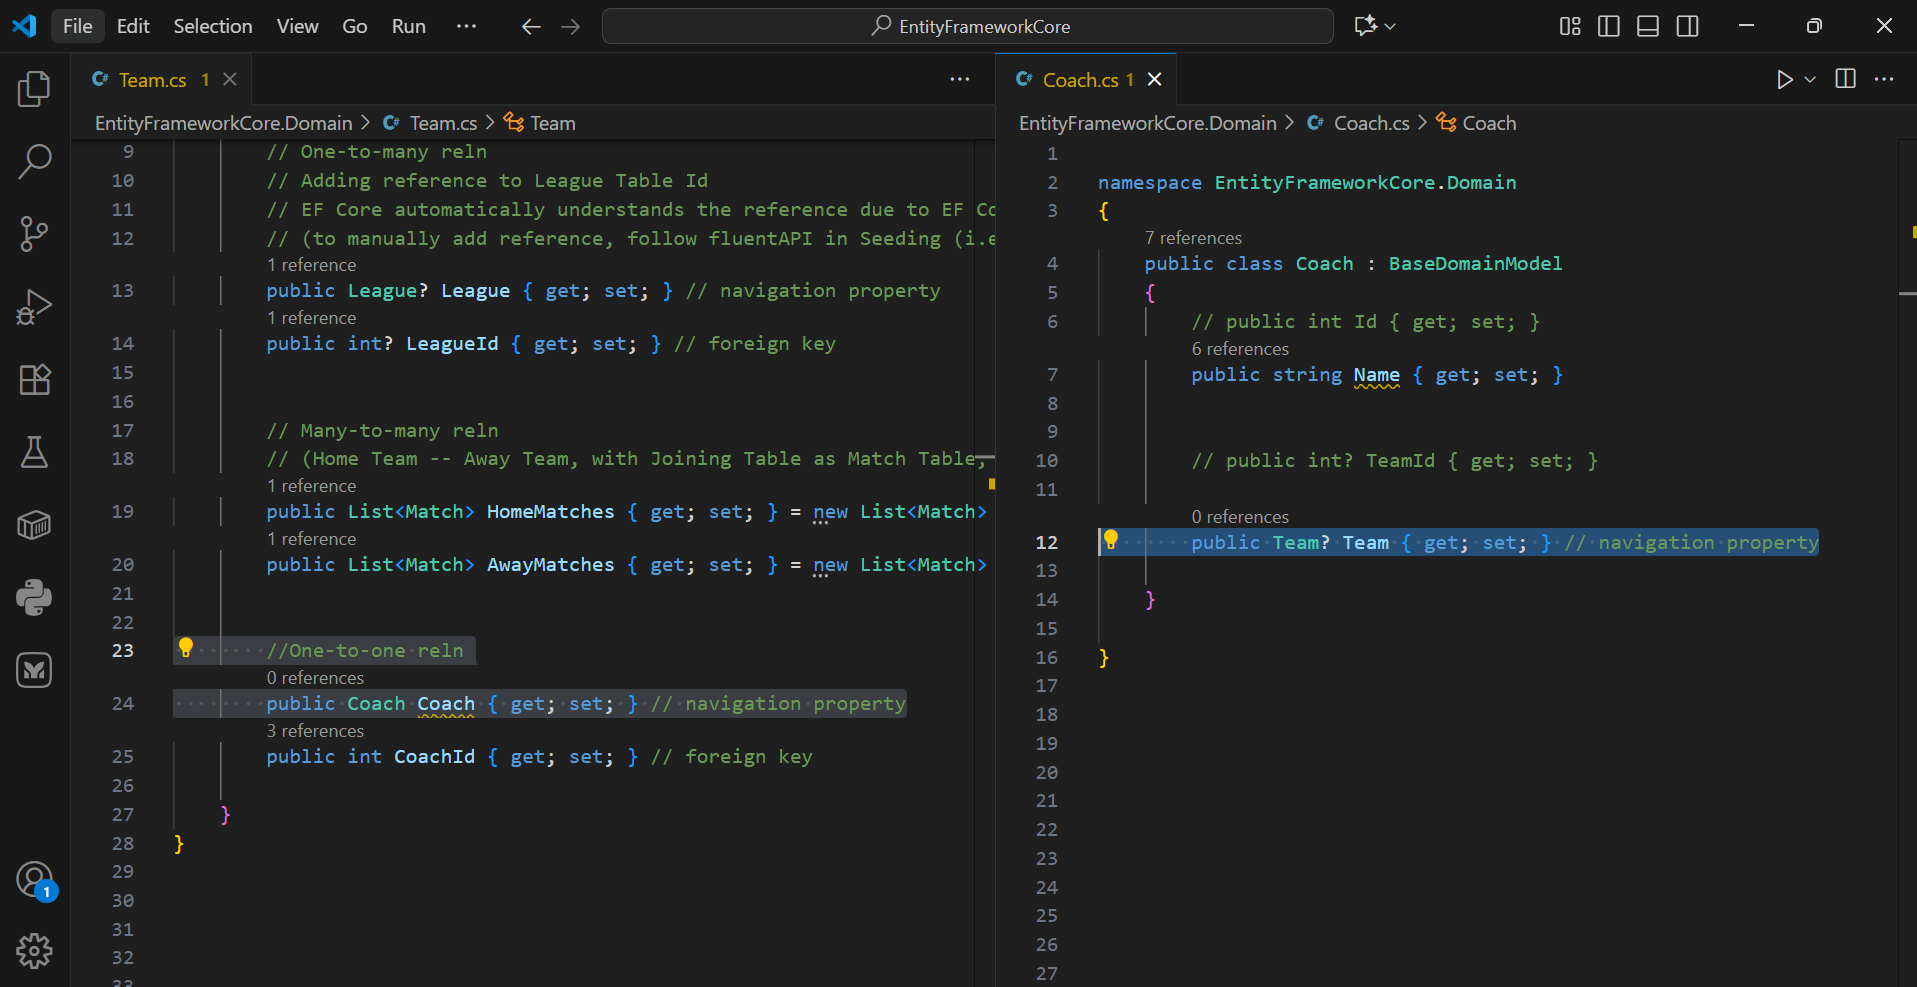 File Edit Selection View Go Run ··· EntityFrameworkCore
Team.cs 1
EntityFrameworkCore.Domain > Team.cs > Team
9 // One-to-many reln
10 // Adding reference to League Table Id
11 // EF Core automatically understands the reference due to EF Co
12 // (to manually add reference, follow fluentAPI in Seeding (i.e
1 reference
13 public League? League { get; set; } // navigation property
1 reference
14 public int? LeagueId { get; set; } // foreign key
15
16
17 // Many-to-many reln
18 // (Home Team -- Away Team, with Joining Table as Match Table,
1 reference
19 public List<Match> HomeMatches { get; set; } = new List<Match>
1 reference
20 public List<Match> AwayMatches { get; set; } = new List<Match>
21
22
23 //One-to-one reln
0 references
24 public Coach Coach { get; set; } // navigation property
3 references
25 public int CoachId { get; set; } // foreign key
26
27 }
28 }
29
30
31
32
33
Coach.cs 1
EntityFrameworkCore.Domain > Coach.cs > Coach
1
2 namespace EntityFrameworkCore.Domain
3 {
7 references
4 public class Coach : BaseDomainModel
5 {
6 // public int Id { get; set; }
6 references
7 public string Name { get; set; }
8
9
10 // public int? TeamId { get; set; }
11
0 references
12 public Team? Team { get; set; } // navigation property
13
14 }
15
16 }
17
18
19
20
21
22
23
24
25
26
27
1